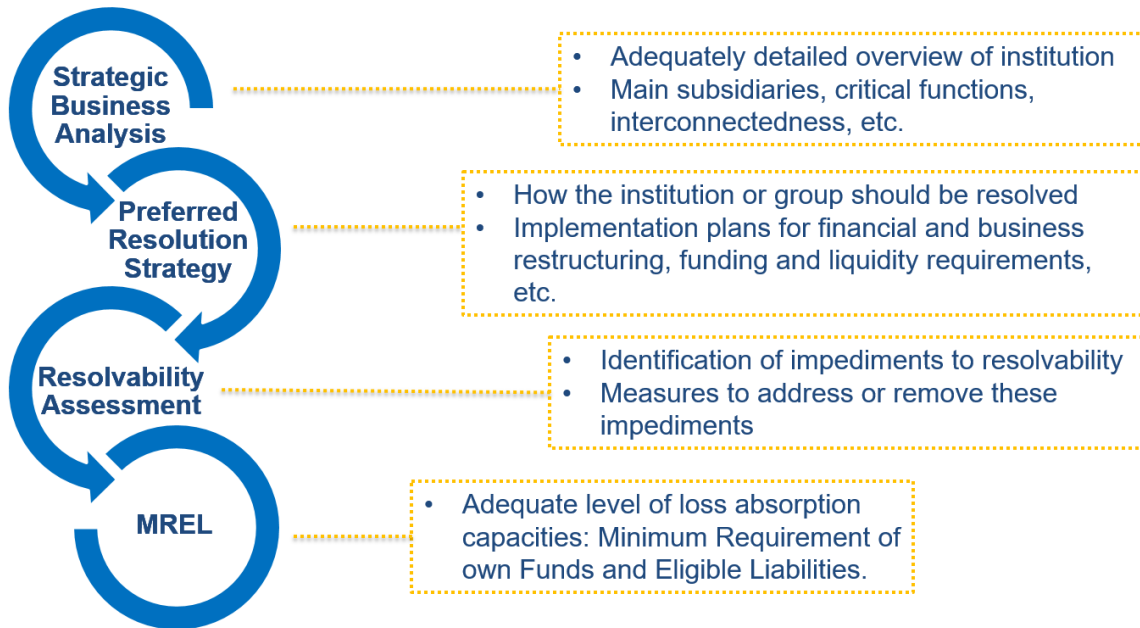 Strategic
Business
Analysis
• Adequately detailed overview of institution
• Main subsidiaries, critical functions,
interconnectedness, etc.
Preferred
Resolution
Strategy
• How the institution or group should be resolved
• Implementation plans for financial and business
restructuring, funding and liquidity requirements,
etc.
Resolvability
Assessment
• Identification of impediments to resolvability
• Measures to address or remove these
impediments
MREL
• Adequate level of loss absorption
capacities: Minimum Requirement of
own Funds and Eligible Liabilities.